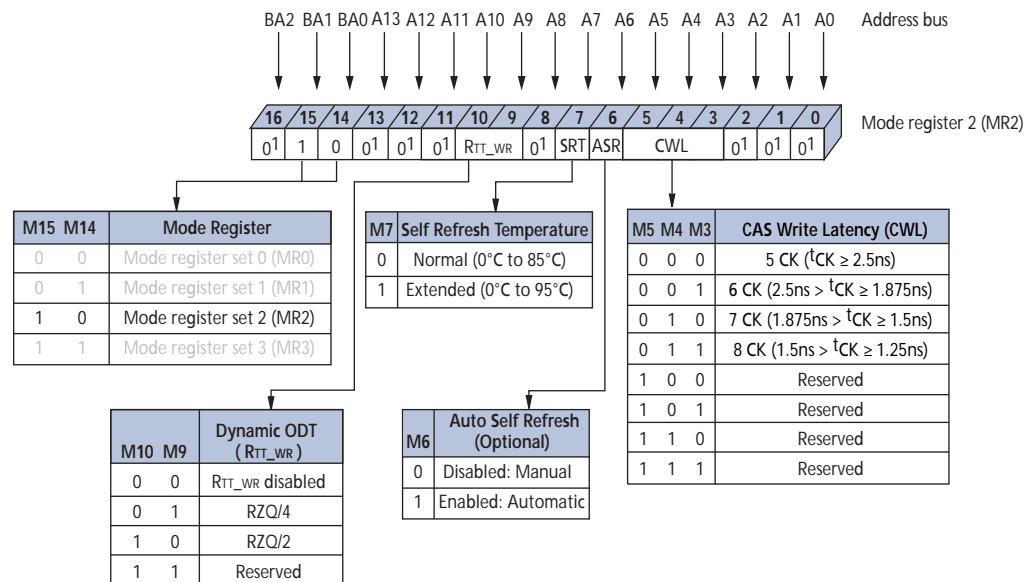 BA2 BA1 BA0 A13 A12 A11 A10 A9 A8 A7 A6 A5 A4 A3 A2 A1 A0 Address bus
16 15 14 13 12 11 10 9 8 7 6 5 4 3 2 1 0
Mode register 2 (MR2)
0¹ 1 0 0¹ 0¹ 0¹ RTT_WR 0¹ SRT ASR CWL 0¹ 0¹ 0¹
M15 M14 Mode Register
0 0 Mode register set 0 (MR0)
0 1 Mode register set 1 (MR1)
1 0 Mode register set 2 (MR2)
1 1 Mode register set 3 (MR3)
M7 Self Refresh Temperature
0 Normal (0°C to 85°C)
1 Extended (0°C to 95°C)
M5 M4 M3 CAS Write Latency (CWL)
0 0 0 5 CK (tCK ≥ 2.5ns)
0 0 1 6 CK (2.5ns > tCK ≥ 1.875ns)
0 1 0 7 CK (1.875ns > tCK ≥ 1.5ns)
0 1 1 8 CK (1.5ns > tCK ≥ 1.25ns)
1 0 0 Reserved
1 0 1 Reserved
1 1 0 Reserved
1 1 1 Reserved
M10 M9 Dynamic ODT
(RTT_WR)
0 0 RTT_WR disabled
0 1 RZQ/4
1 0 RZQ/2
1 1 Reserved
M6 Auto Self Refresh
(Optional)
0 Disabled: Manual
1 Enabled: Automatic